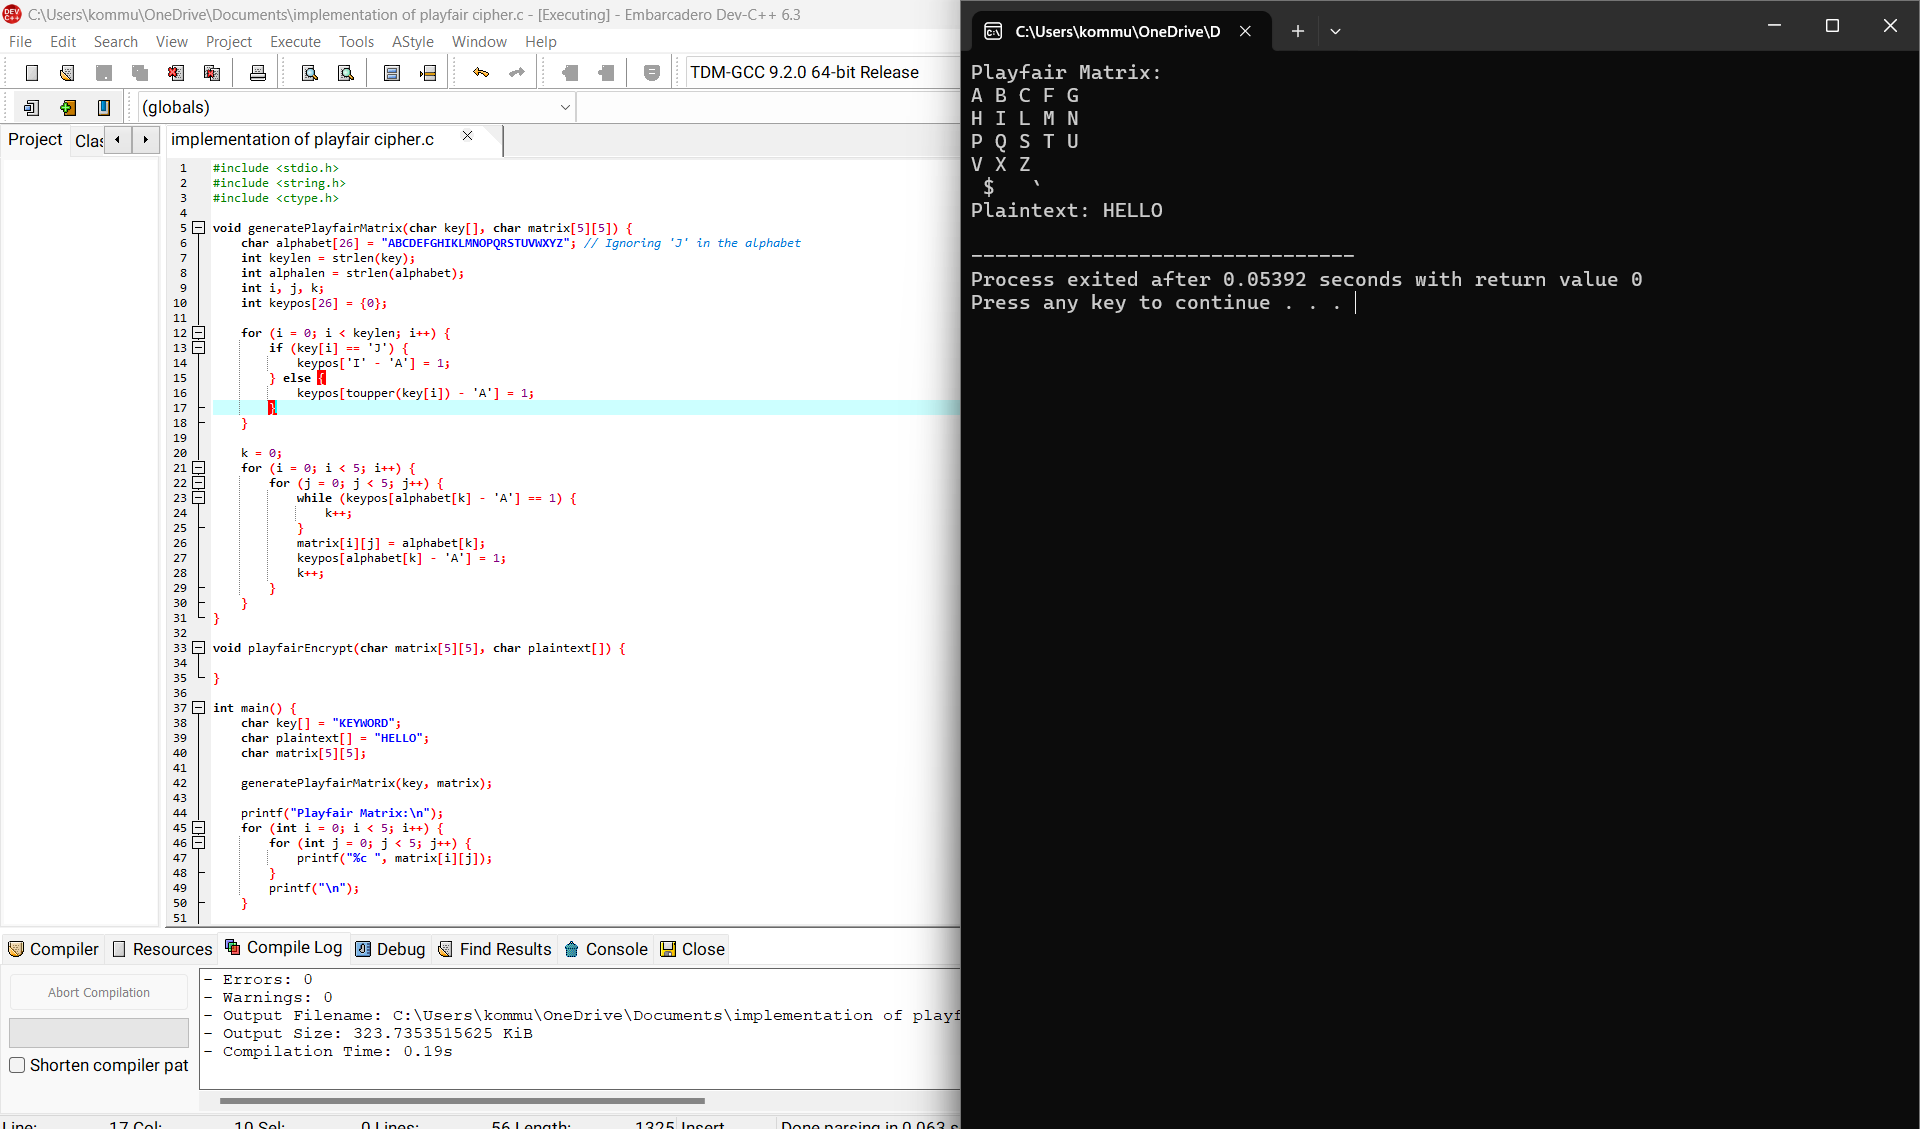 C:\Users\kommu\OneDrive\Documents\implementation of playfair cipher.c - [Executing] - Embarcadero Dev-C++ 6.3
File Edit Search View Project Execute Tools AStyle Window Help
TDM-GCC 9.2.0 64-bit Release
(globals)
Project Clas
implementation of playfair cipher.c
1 #include <stdio.h>
2 #include <string.h>
3 #include <ctype.h>
4
5 void generatePlayfairMatrix(char key[], char matrix[5][5]) {
6 char alphabet[26] = "ABCDEFGHIKLMNOPQRSTUVWXYZ"; // Ignoring 'J' in the alphabet
7 int keylen = strlen(key);
8 int alphalen = strlen(alphabet);
9 int i, j, k;
10 int keypos[26] = {0};
11
12 for (i = 0; i < keylen; i++) {
13 if (key[i] == 'J') {
14 keypos['I' - 'A'] = 1;
15 } else {
16 keypos[toupper(key[i]) - 'A'] = 1;
17 }
18 }
19
20 k = 0;
21 for (i = 0; i < 5; i++) {
22 for (j = 0; j < 5; j++) {
23 while (keypos[alphabet[k] - 'A'] == 1) {
24 k++;
25 }
26 matrix[i][j] = alphabet[k];
27 keypos[alphabet[k] - 'A'] = 1;
28 k++;
29 }
30 }
31 }
32
33 void playfairEncrypt(char matrix[5][5], char plaintext[]) {
34
35 }
36
37 int main() {
38 char key[] = "KEYWORD";
39 char plaintext[] = "HELLO";
40 char matrix[5][5];
41
42 generatePlayfairMatrix(key, matrix);
43
44 printf("Playfair Matrix:\n");
45 for (int i = 0; i < 5; i++) {
46 for (int j = 0; j < 5; j++) {
47 printf("%c ", matrix[i][j]);
48 }
49 printf("\n");
50 }
51
Compiler Resources Compile Log Debug Find Results Console Close
Abort Compilation
Shorten compiler pat
- Errors: 0
- Warnings: 0
- Output Filename: C:\Users\kommu\OneDrive\Documents\implementation of playf
- Output Size: 323.7353515625 KiB
- Compilation Time: 0.19s
Line: 17 Col: 10 Sel: 0 Lines: 56 Length: 1325 Insert Done parsing in 0.063 s
C:\Users\kommu\OneDrive\D
Playfair Matrix:
A B C F G
H I L M N
P Q S T U
V X Z
$ `
Plaintext: HELLO
--------------------------------
Process exited after 0.05392 seconds with return value 0
Press any key to continue . . .